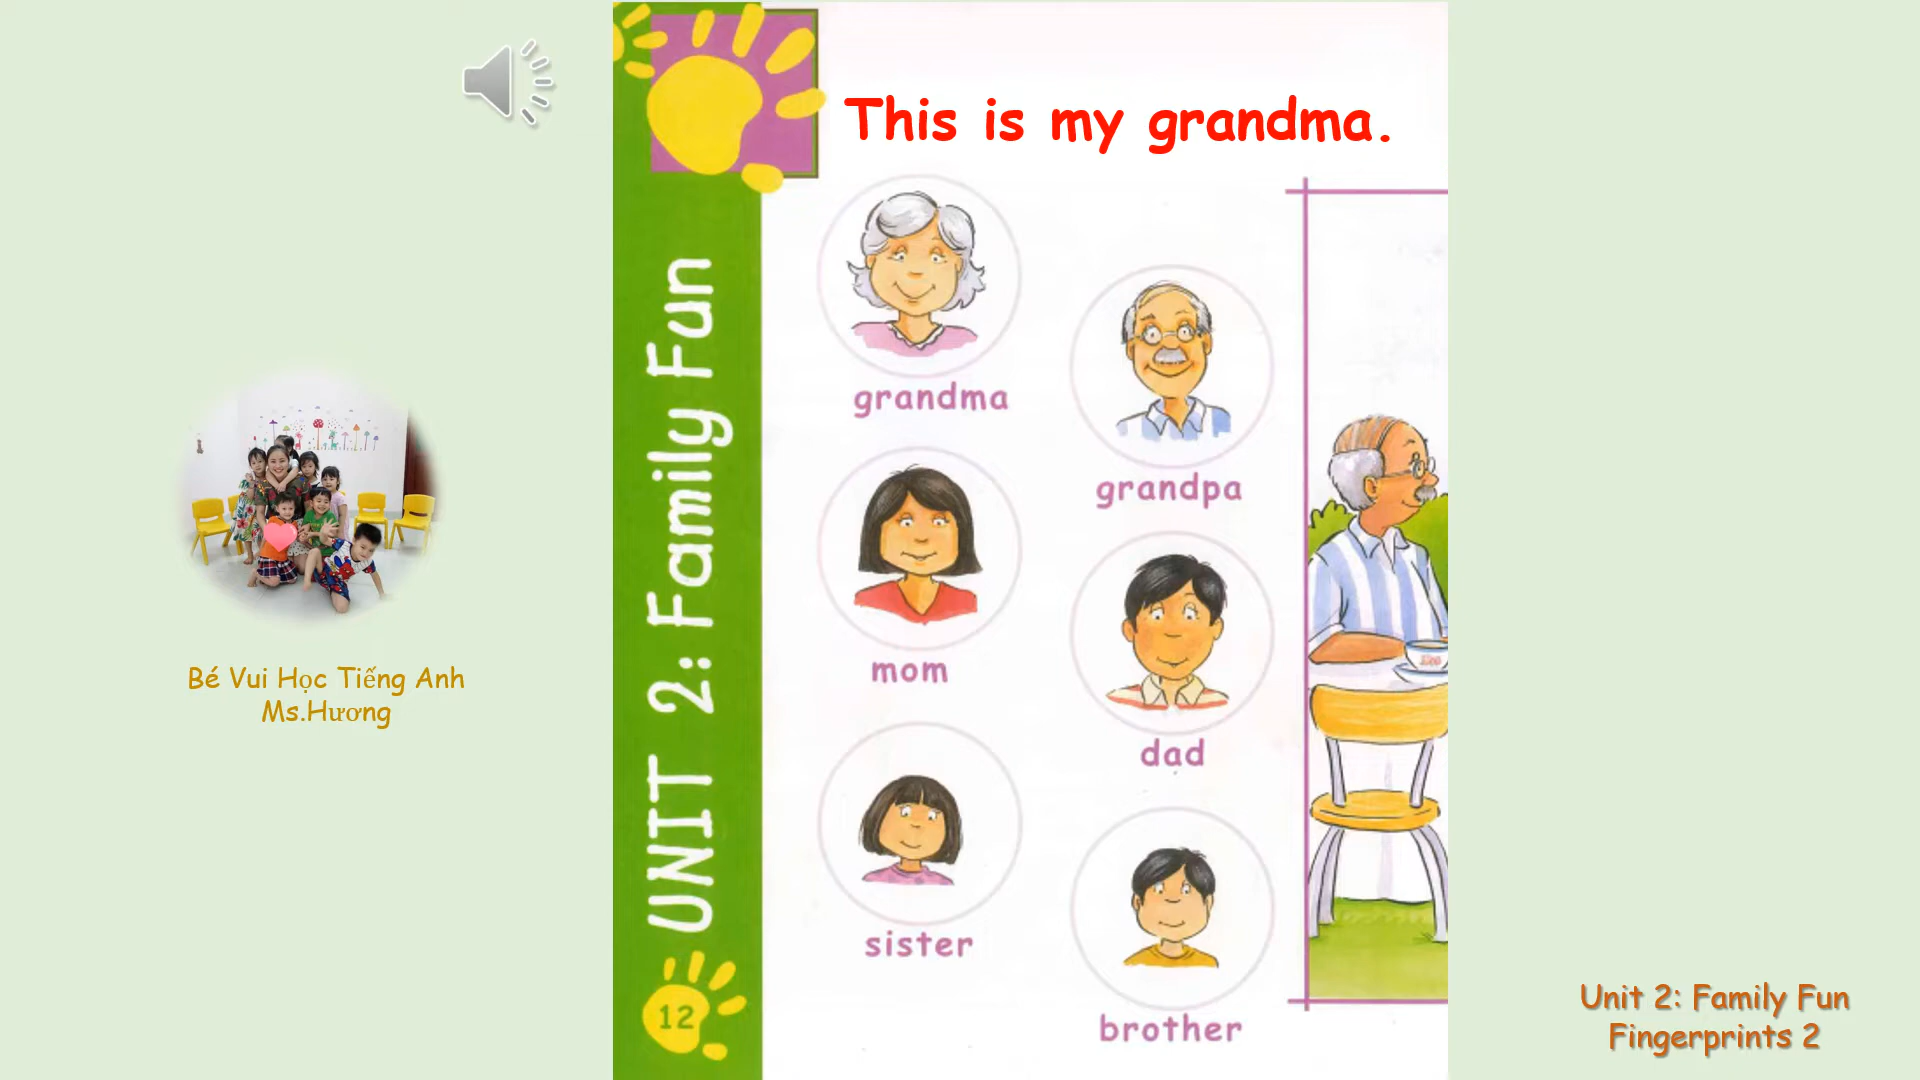 This is my grandma.
UNIT 2: Family Fun
grandma
grandpa
mom
dad
sister
brother
12
Bé Vui Học Tiếng Anh
Ms.Hương
Unit 2: Family Fun
Fingerprints 2